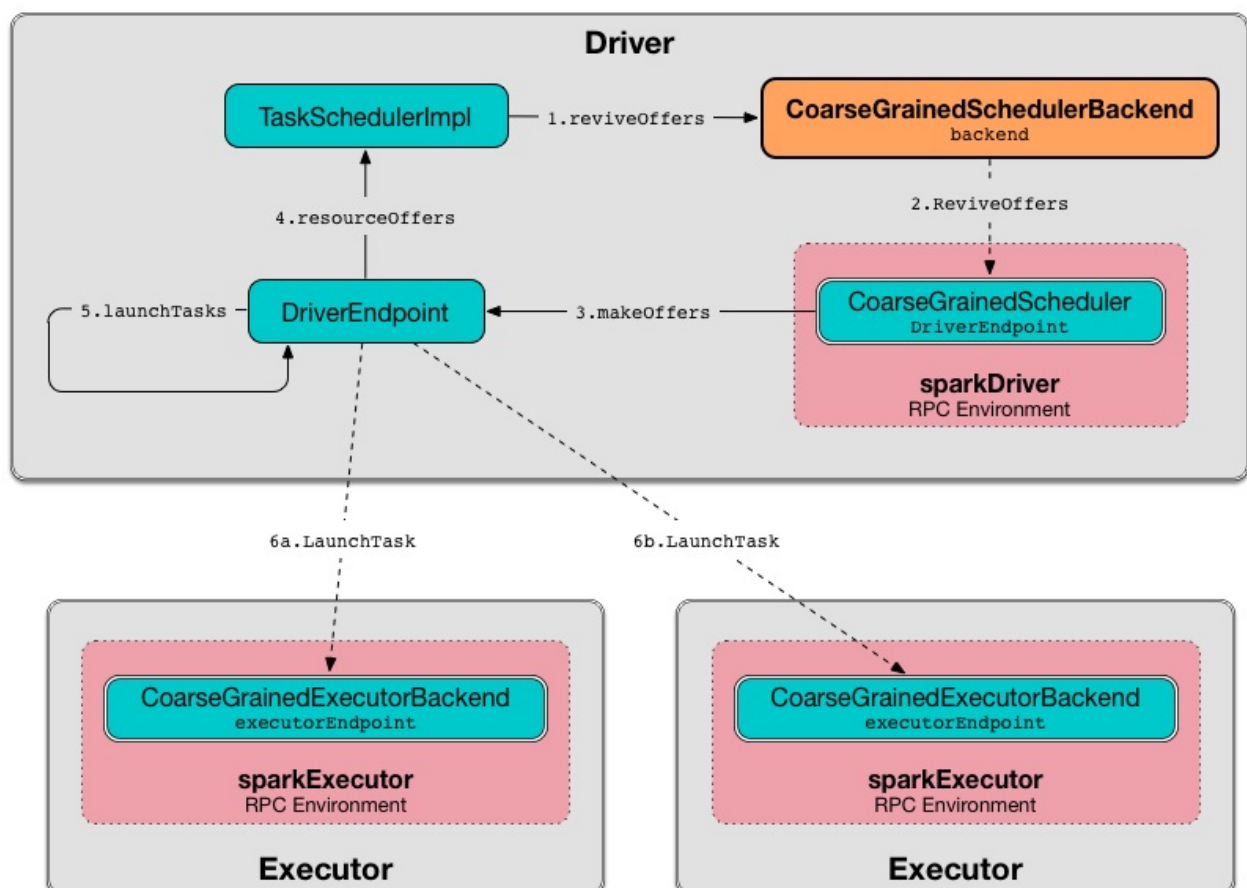 Driver
TaskSchedulerImpl
1.reviveOffers
CoarseGrainedSchedulerBackend
backend
4.resourceOffers
2.ReviveOffers
5.launchTasks
DriverEndpoint
3.makeOffers
CoarseGrainedScheduler
DriverEndpoint
sparkDriver
RPC Environment
6a.LaunchTask
6b.LaunchTask
CoarseGrainedExecutorBackend
executorEndpoint
sparkExecutor
RPC Environment
Executor
CoarseGrainedExecutorBackend
executorEndpoint
sparkExecutor
RPC Environment
Executor